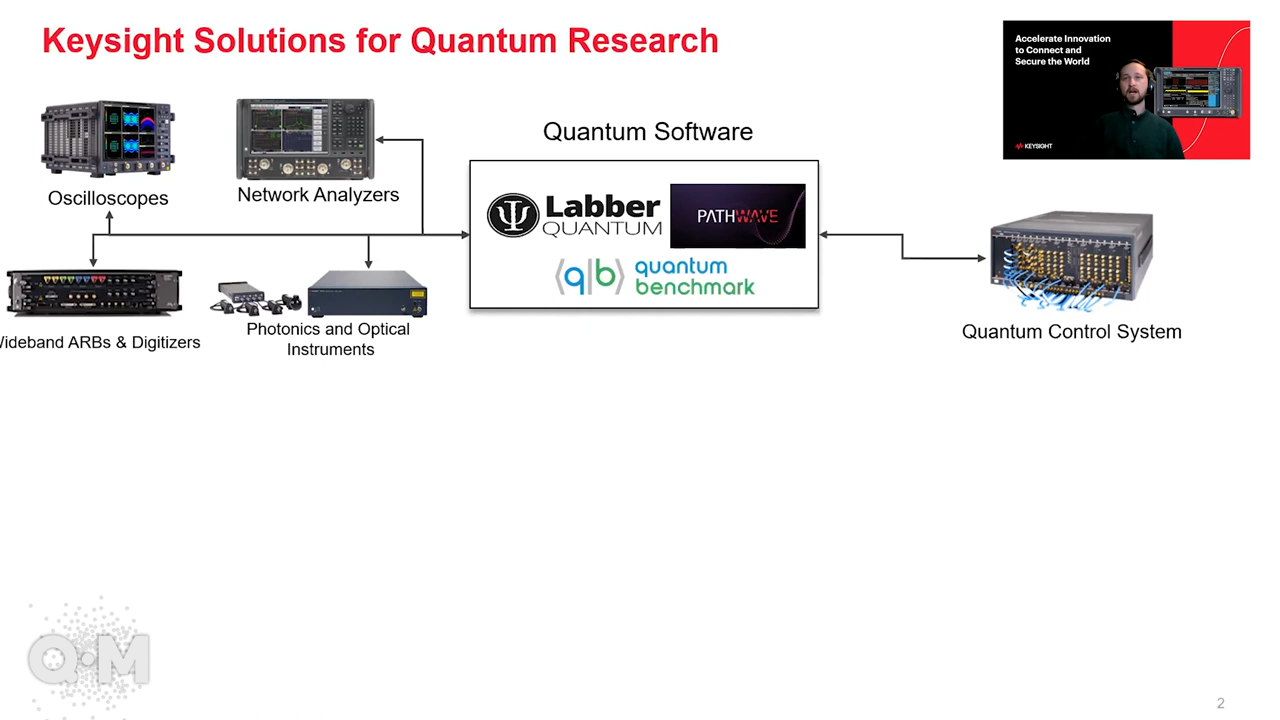 Keysight Solutions for Quantum Research
Accelerate Innovation
to Connect and
Secure the World
KEYSIGHT
Oscilloscopes
Network Analyzers
Quantum Software
Labber
QUANTUM
PATHWAVE
⟨q|b⟩ quantum
benchmark
Wideband ARBs & Digitizers
Photonics and Optical
Instruments
Quantum Control System
Q·M
2